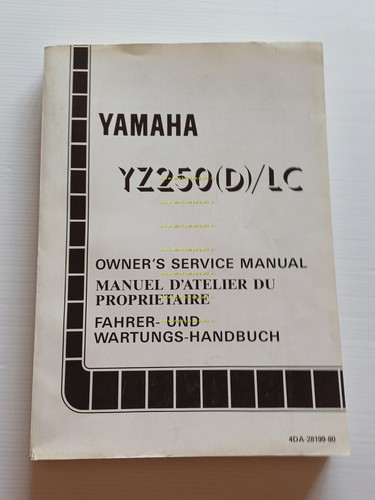 YAMAHA
YZ250(D)/LC
OWNER'S SERVICE MANUAL
MANUEL D'ATELIER DU
PROPRIETAIRE
FAHRER- UND
WARTUNGS-HANDBUCH
4DA-28199-80